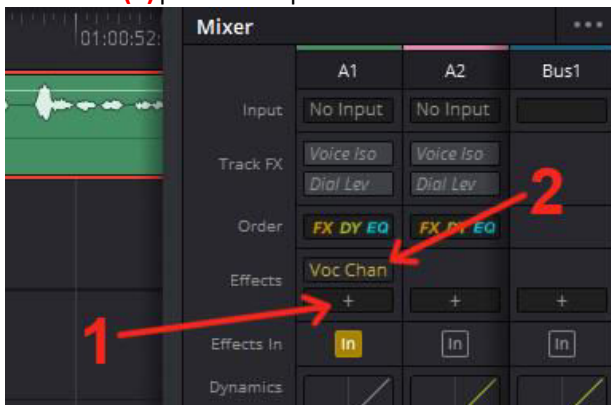 01:00:52:
Mixer
A1 A2 Bus1
Input No Input No Input
Track FX Voice Iso Voice Iso
Dial Lev Dial Lev
Order FX DY EQ FX DY EQ
2
Effects Voc Chan
+ + +
1
Effects In In In In
Dynamics